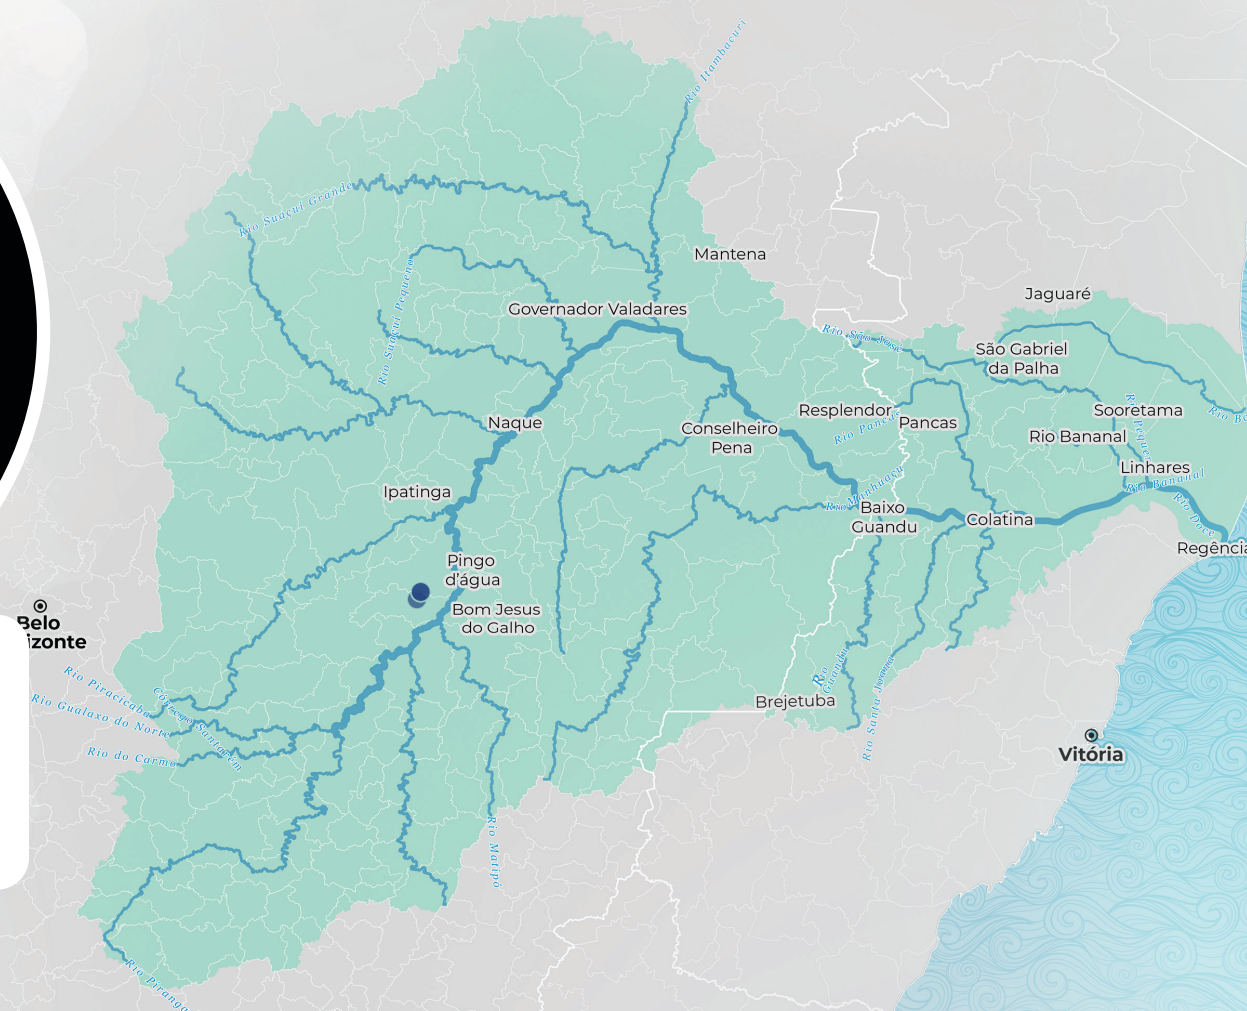 Rio Itambacuri
Rio Suaçuí Grande
Mantena
Rio Suaçuí Pequeno
Jaguaré
Governador Valadares
Rio São José
São Gabriel
da Palha
Resplendor
Rio Pancas
Pancas
Sooretama
Naque
Conselheiro
Pena
Rio Bananal
Linhares
Rio Bananal
Ipatinga
Rio Manhuaçu
Baixo
Guandu
Colatina
Rio Doce
Regência
Pingo
d'água
Bom Jesus
do Galho
Belo
izonte
Rio Piracicaba
Rio Gualaxo do Norte
Rio do Carmo
Córrego Santarém
Rio
Guandu
Brejetuba
Rio Santa Joana
Vitória
Rio Matipó
Rio Piranga